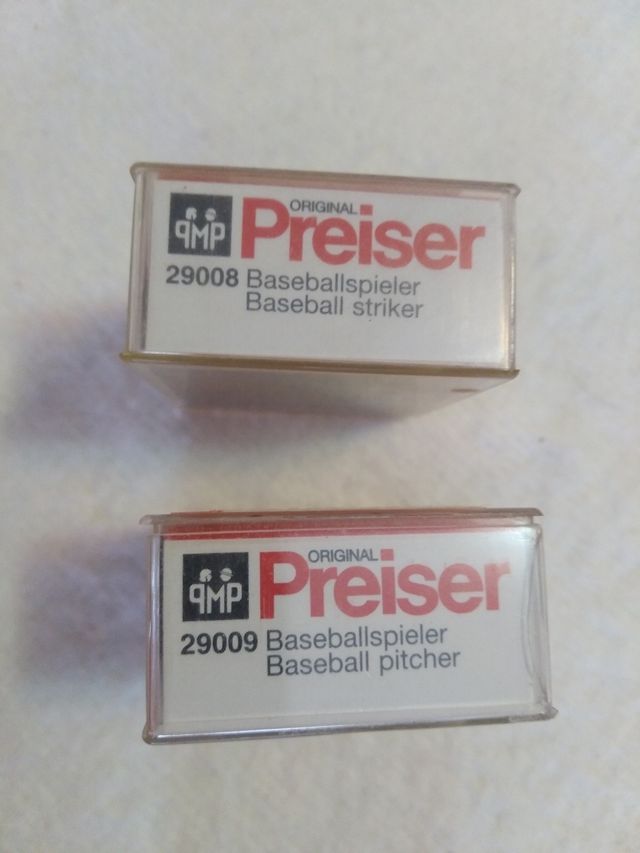 PMP ORIGINAL
Preiser
29008 Baseballspieler
Baseball striker
PMP ORIGINAL
Preiser
29009 Baseballspieler
Baseball pitcher